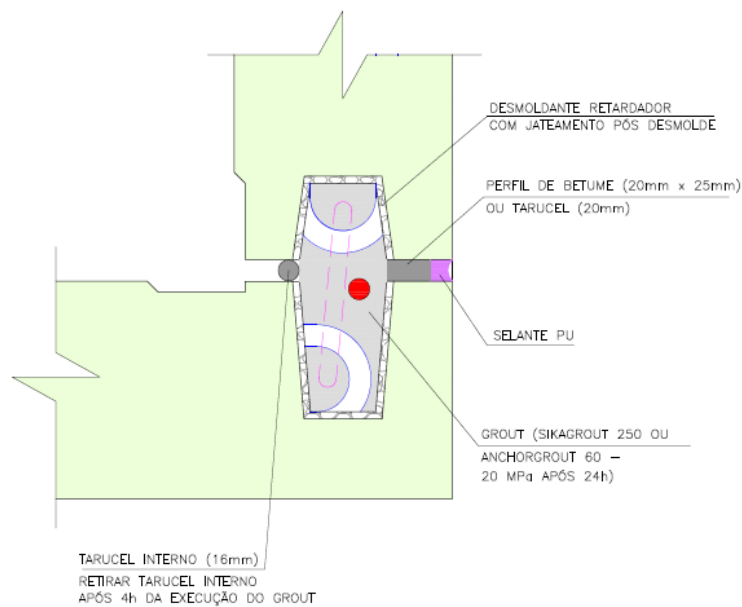 DESMOLDANTE RETARDADOR
COM JATEAMENTO PÓS DESMOLDE
PERFIL DE BETUME (20mm x 25mm)
OU TARUCEL (20mm)
SELANTE PU
GROUT (SIKAGROUT 250 OU
ANCHORGROUT 60 –
20 MPa APÓS 24h)
TARUCEL INTERNO (16mm)
RETIRAR TARUCEL INTERNO
APÓS 4h DA EXECUÇÃO DO GROUT